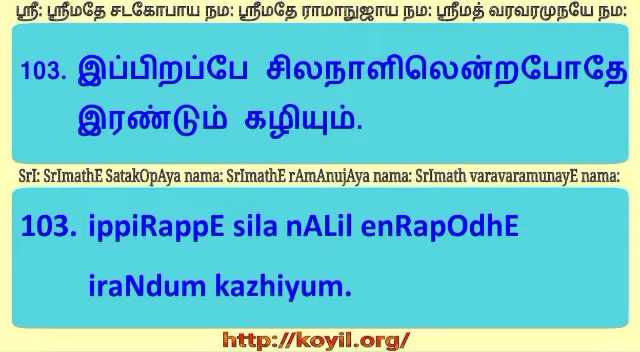 ஸ்ரீ: ஸ்ரீமதே சடகோபாய நம: ஸ்ரீமதே ராமாநுஜாய நம: ஸ்ரீமத் வரவரமுநயே நம:
103. இப்பிறப்பே சிலநாளிலென்றபோதே
இரண்டும் கழியும்.
SrI: SrImathE SatakOpAya nama: SrImathE rAmAnujAya nama: SrImath varavaramunayE nama:
103. ippiRappE sila nALil enRapOdhE
iraNdum kazhiyum.
http://koyil.org/